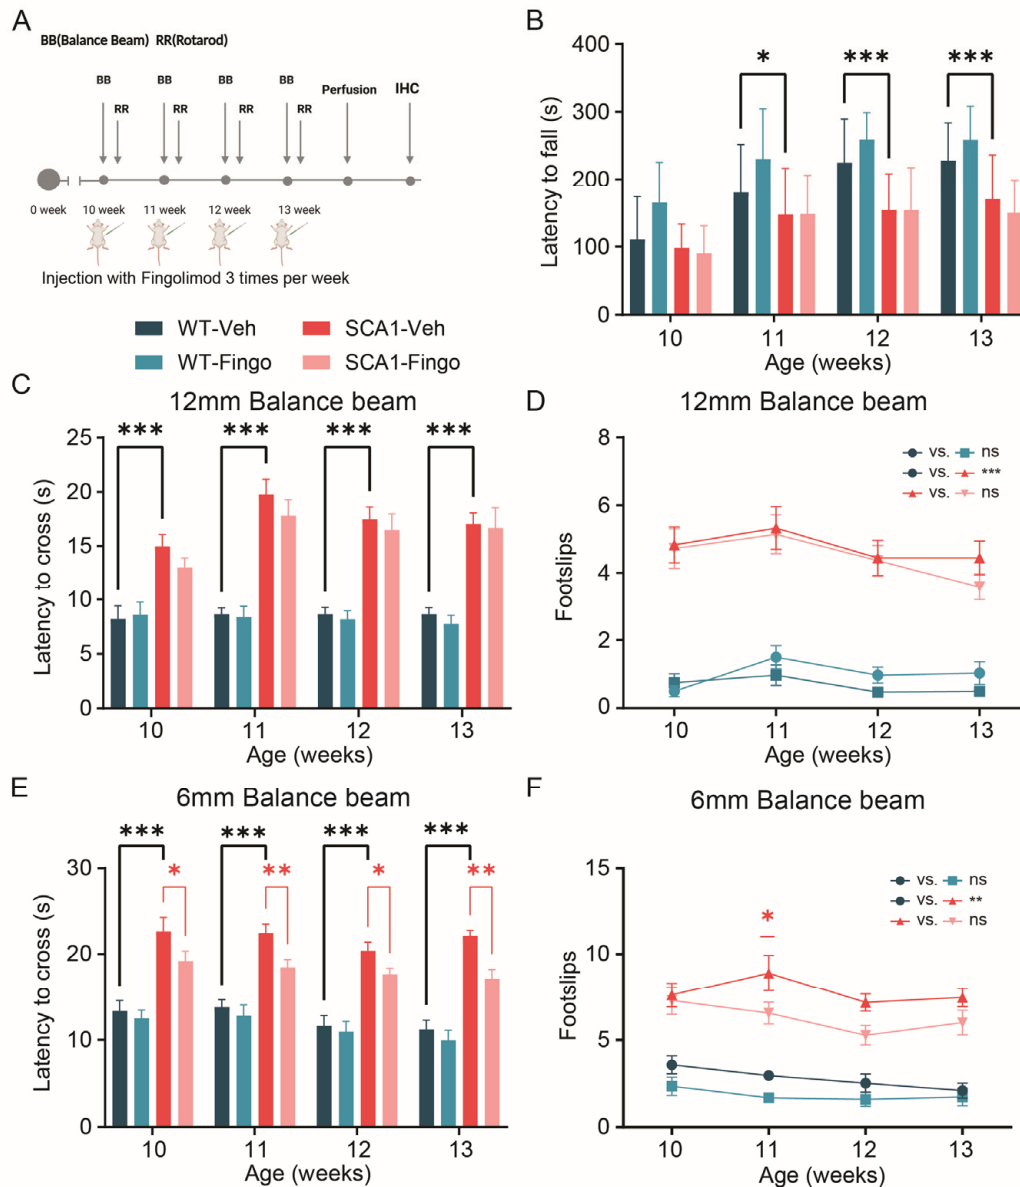 A
BB(Balance Beam) RR(Rotarod)
BB BB BB BB Perfusion IHC
RR RR RR RR
0 week 10 week 11 week 12 week 13 week
Injection with Fingolimod 3 times per week
WT-Veh SCA1-Veh
WT-Fingo SCA1-Fingo
B
Latency to fall (s)
400
300
200
100
0
* *** ***
10 11 12 13
Age (weeks)
C
12mm Balance beam
Latency to cross (s)
25
20
15
10
5
0
*** *** *** ***
10 11 12 13
Age (weeks)
D
12mm Balance beam
Footslips
8
6
4
2
0
vs. ns
vs. ***
vs. ns
10 11 12 13
Age (weeks)
E
6mm Balance beam
Latency to cross (s)
30
20
10
0
*** *** *** ***
* ** * **
10 11 12 13
Age (weeks)
F
6mm Balance beam
Footslips
15
10
5
0
vs. ns
vs. **
vs. ns
*
10 11 12 13
Age (weeks)